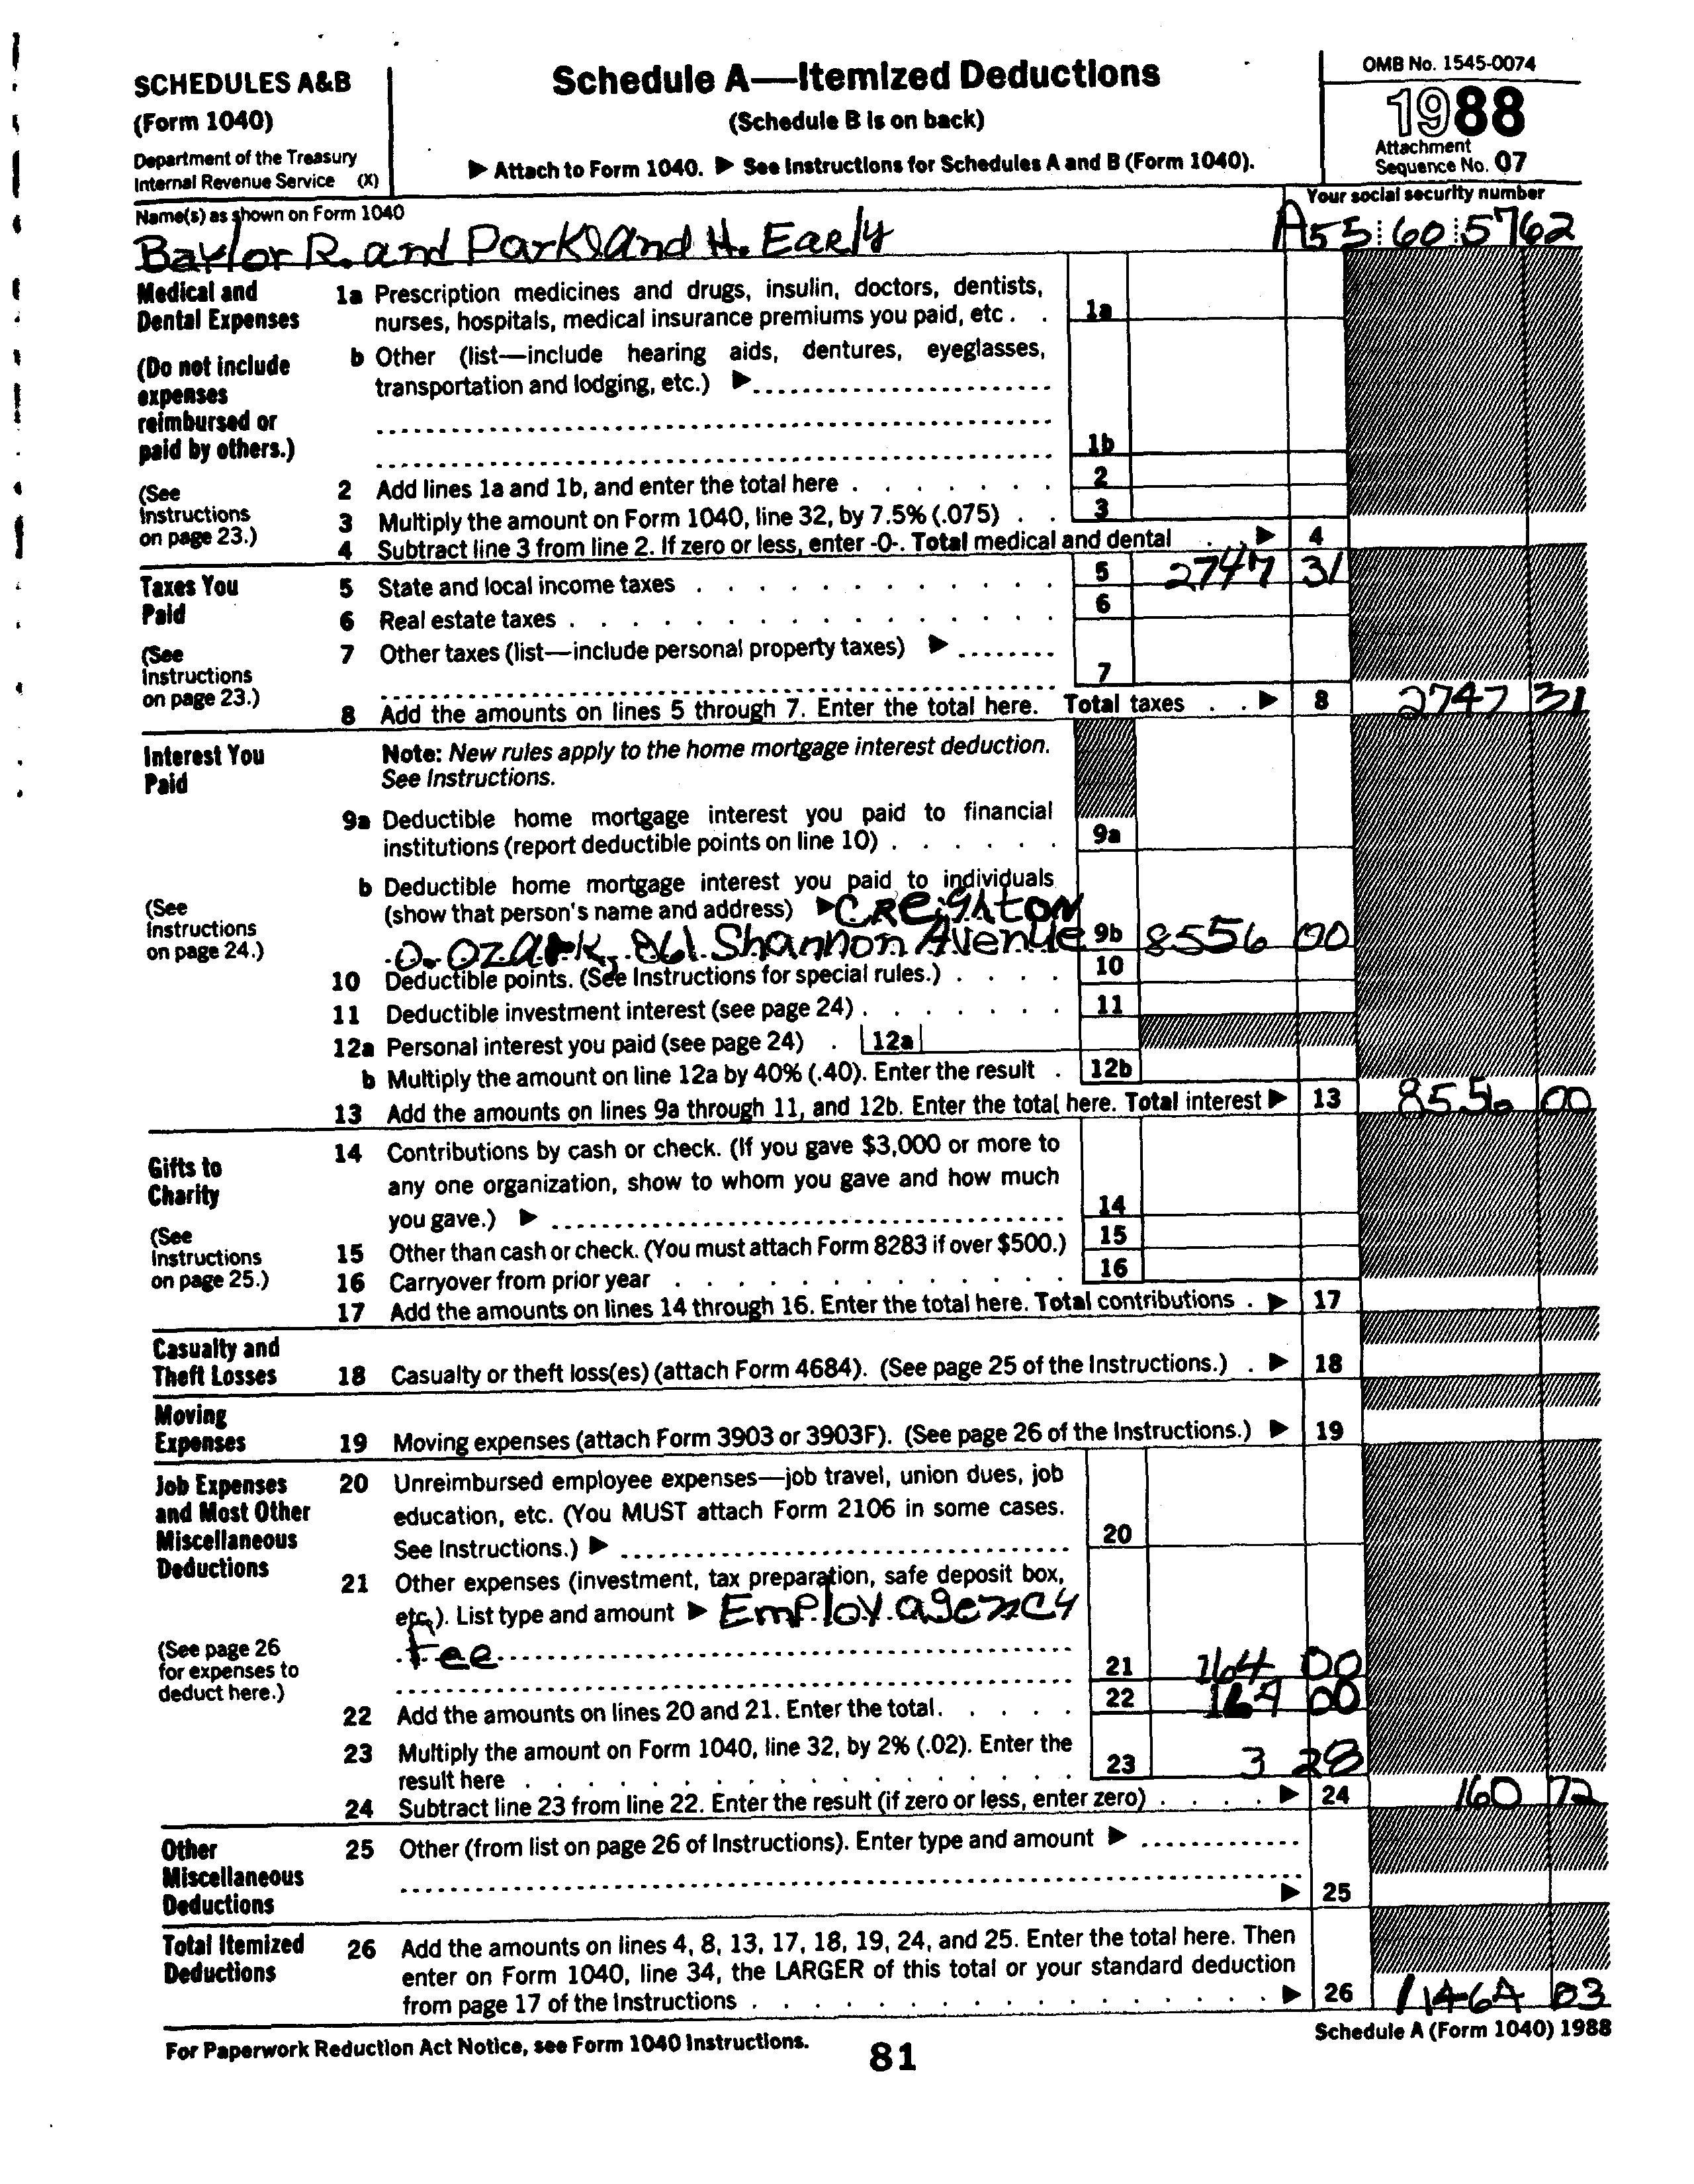 SCHEDULES A&B
(Form 1040)
Department of the Treasury
Internal Revenue Service (X)
Schedule A—Itemized Deductions
(Schedule B is on back)
▶ Attach to Form 1040. ▶ See Instructions for Schedules A and B (Form 1040).
OMB No. 1545-0074
1988
Attachment
Sequence No. 07
Name(s) as shown on Form 1040
Your social security number
Baylor R. and Parkland H. Early
A55 60 5762
Medical and
Dental Expenses
(Do not include
expenses
reimbursed or
paid by others.)
(See
Instructions
on page 23.)
1a Prescription medicines and drugs, insulin, doctors, dentists,
nurses, hospitals, medical insurance premiums you paid, etc . . 1a
b Other (list—include hearing aids, dentures, eyeglasses,
transportation and lodging, etc.) ▶
1b
2 Add lines 1a and 1b, and enter the total here . . . . . . . 2
3 Multiply the amount on Form 1040, line 32, by 7.5% (.075) . . 3
4 Subtract line 3 from line 2. If zero or less, enter -0-. Total medical and dental . . ▶ 4
Taxes You
Paid
(See
Instructions
on page 23.)
5 State and local income taxes . . . . . . . . . . . . 5 2747 31
6 Real estate taxes . . . . . . . . . . . . . . . 6
7 Other taxes (list—include personal property taxes) ▶
7
8 Add the amounts on lines 5 through 7. Enter the total here. Total taxes . . ▶ 8 2747 31
Interest You
Paid
(See
Instructions
on page 24.)
Note: New rules apply to the home mortgage interest deduction.
See Instructions.
9a Deductible home mortgage interest you paid to financial
institutions (report deductible points on line 10) . . . . . . 9a
b Deductible home mortgage interest you paid to individuals
(show that person's name and address) ▶ Creighton
O. Ozark, 861 Shannon Avenue 9b 8556 00
10 Deductible points. (See Instructions for special rules.) . . . . 10
11 Deductible investment interest (see page 24) . . . . . . . 11
12a Personal interest you paid (see page 24) . 12a
b Multiply the amount on line 12a by 40% (.40). Enter the result . 12b
13 Add the amounts on lines 9a through 11, and 12b. Enter the total here. Total interest ▶ 13 8556 00
Gifts to
Charity
(See
Instructions
on page 25.)
14 Contributions by cash or check. (If you gave $3,000 or more to
any one organization, show to whom you gave and how much
you gave.) ▶ 14
15 Other than cash or check. (You must attach Form 8283 if over $500.) 15
16 Carryover from prior year . . . . . . . . . . . . . 16
17 Add the amounts on lines 14 through 16. Enter the total here. Total contributions . ▶ 17
Casualty and
Theft Losses
18 Casualty or theft loss(es) (attach Form 4684). (See page 25 of the Instructions.) . ▶ 18
Moving
Expenses
19 Moving expenses (attach Form 3903 or 3903F). (See page 26 of the Instructions.) ▶ 19
Job Expenses
and Most Other
Miscellaneous
Deductions
(See page 26
for expenses to
deduct here.)
20 Unreimbursed employee expenses—job travel, union dues, job
education, etc. (You MUST attach Form 2106 in some cases.
See Instructions.) ▶ 20
21 Other expenses (investment, tax preparation, safe deposit box,
etc.). List type and amount ▶ Employ. agency
Fee
21 164 00
22 Add the amounts on lines 20 and 21. Enter the total. . . . . 22 164 00
23 Multiply the amount on Form 1040, line 32, by 2% (.02). Enter the
result here . . . . . . . . . . . . . . . . . 23 3 28
24 Subtract line 23 from line 22. Enter the result (if zero or less, enter zero) . . . . ▶ 24 160 72
Other
Miscellaneous
Deductions
25 Other (from list on page 26 of Instructions). Enter type and amount ▶
▶ 25
Total Itemized
Deductions
26 Add the amounts on lines 4, 8, 13, 17, 18, 19, 24, and 25. Enter the total here. Then
enter on Form 1040, line 34, the LARGER of this total or your standard deduction
from page 17 of the Instructions . . . . . . . . . . . . . . . . ▶ 26 11464 03
For Paperwork Reduction Act Notice, see Form 1040 Instructions.
Schedule A (Form 1040) 1988
81